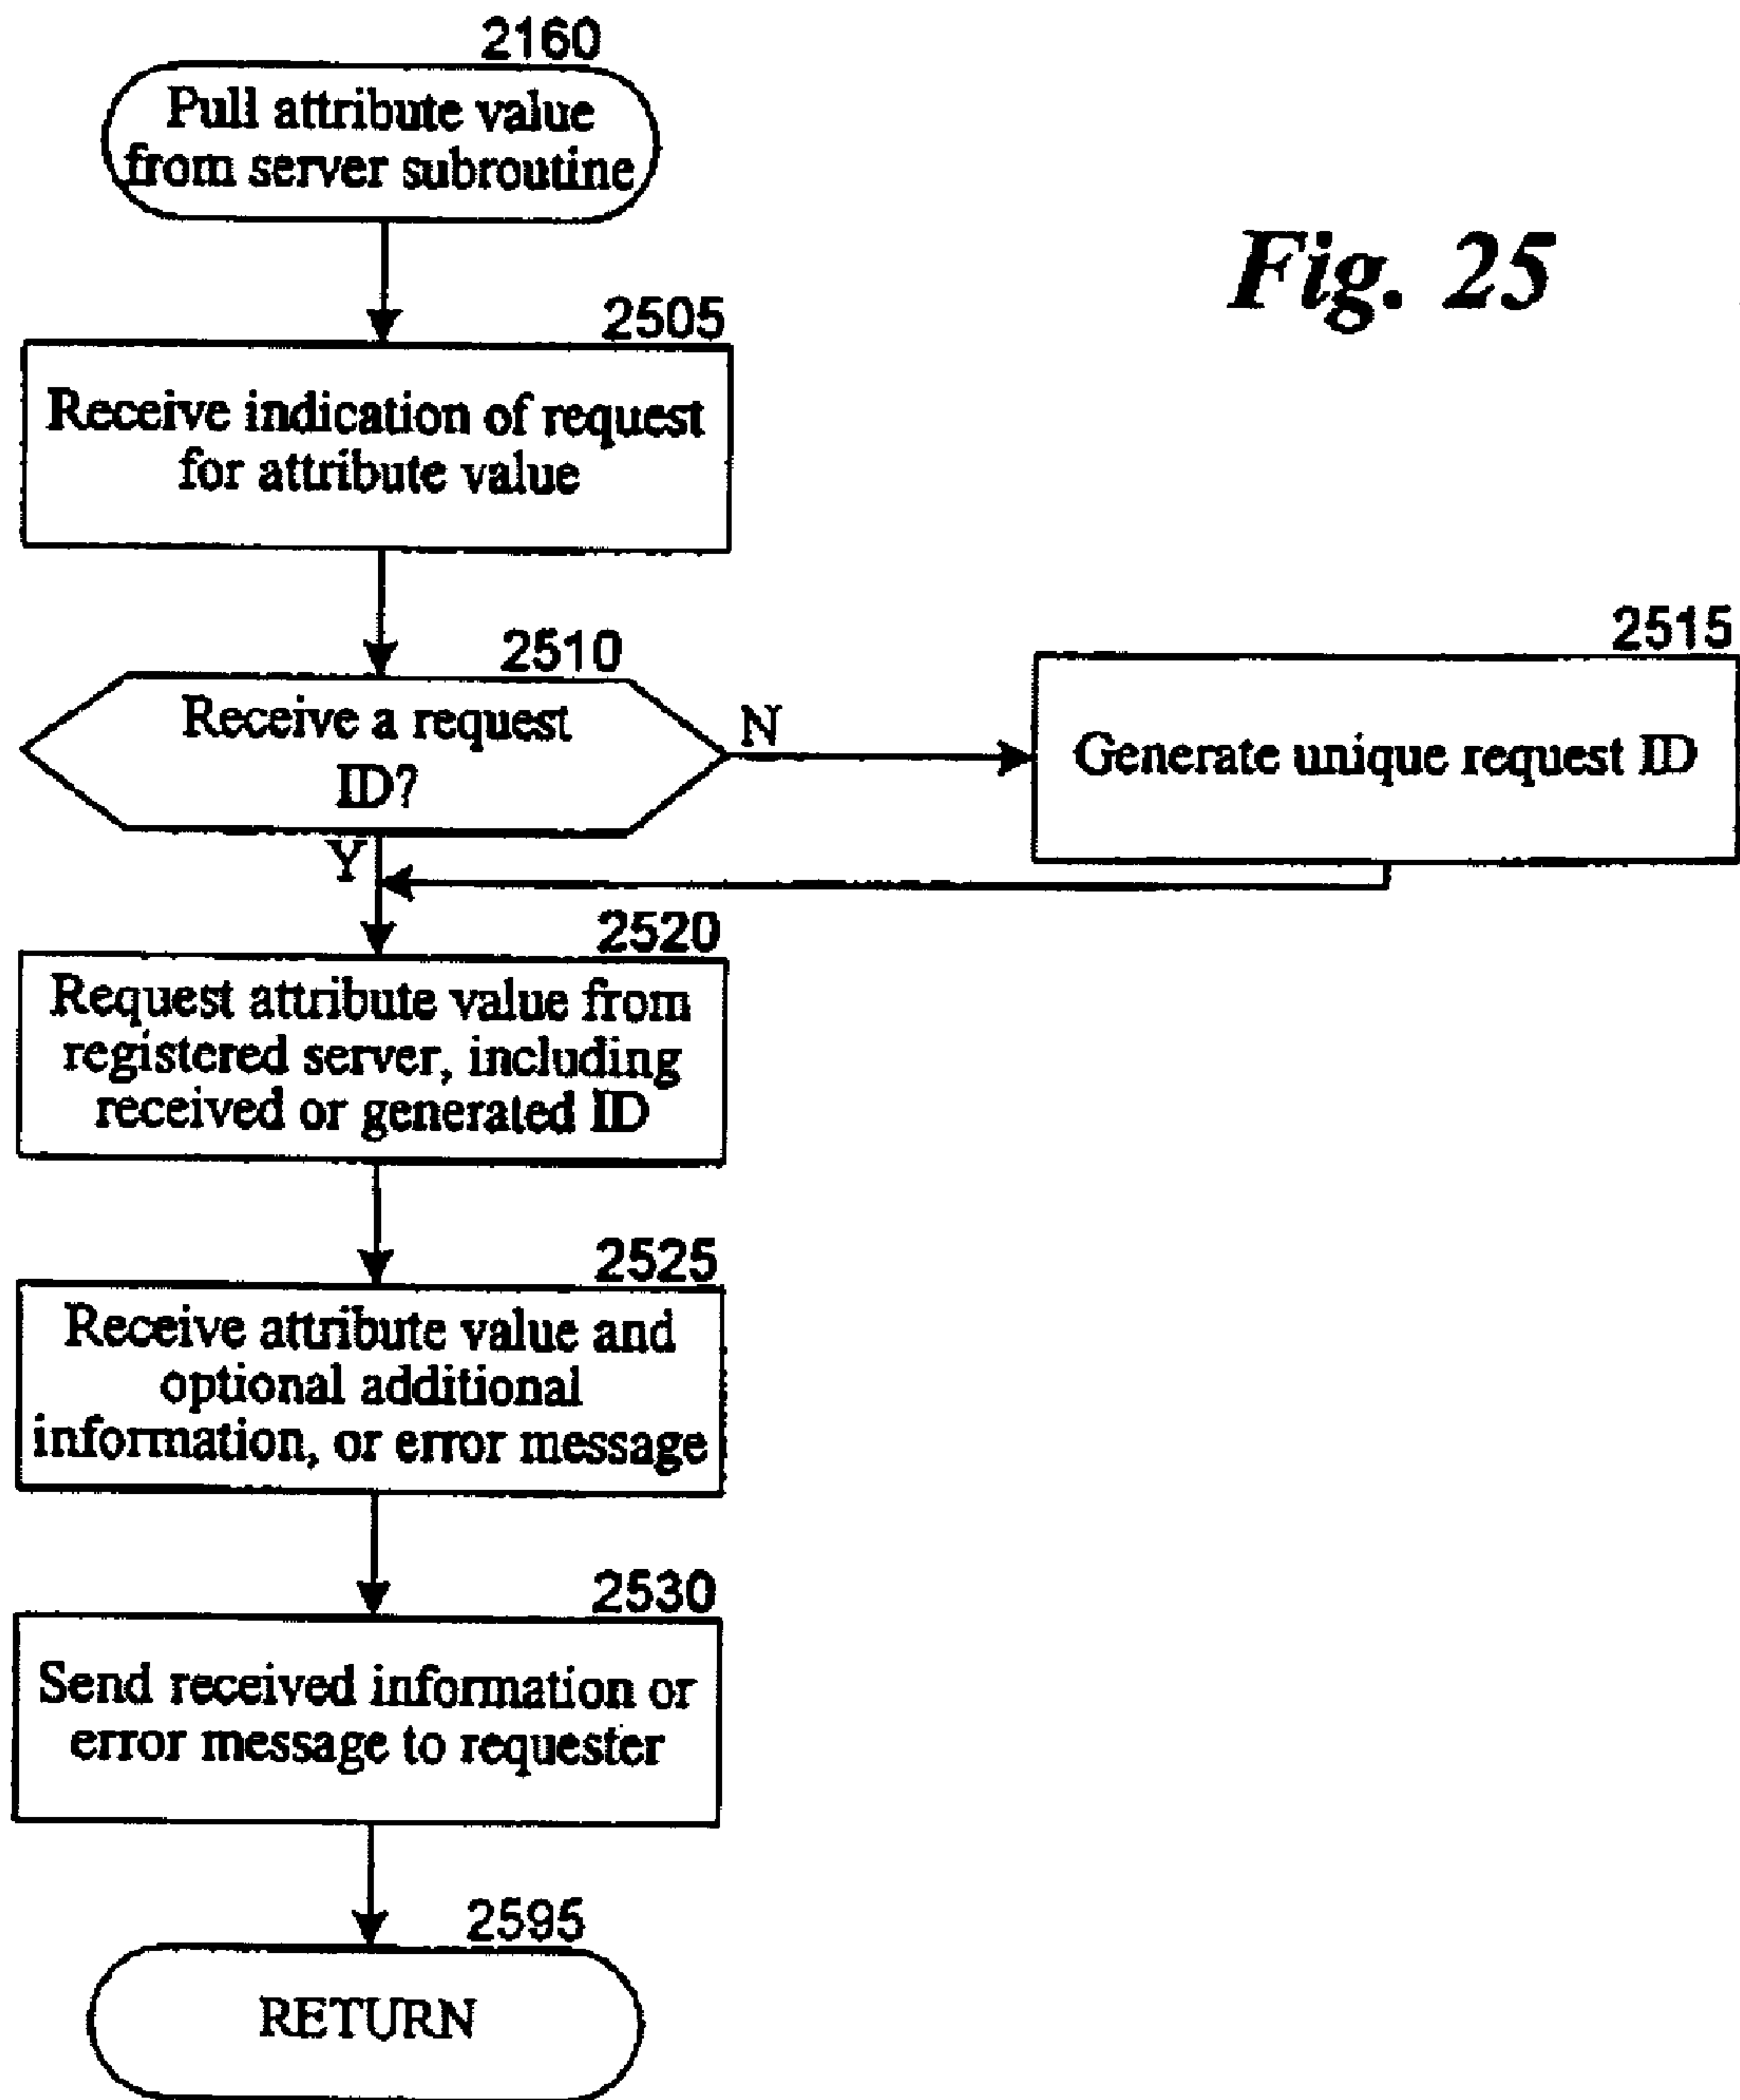 2160
Pull attribute value
from server subroutine
Fig. 25
2505
Receive indication of request
for attribute value
2510
Receive a request
ID?
N
Y
2515
Generate unique request ID
2520
Request attribute value from
registered server, including
received or generated ID
2525
Receive attribute value and
optional additional
information, or error message
2530
Send received information or
error message to requester
2595
RETURN